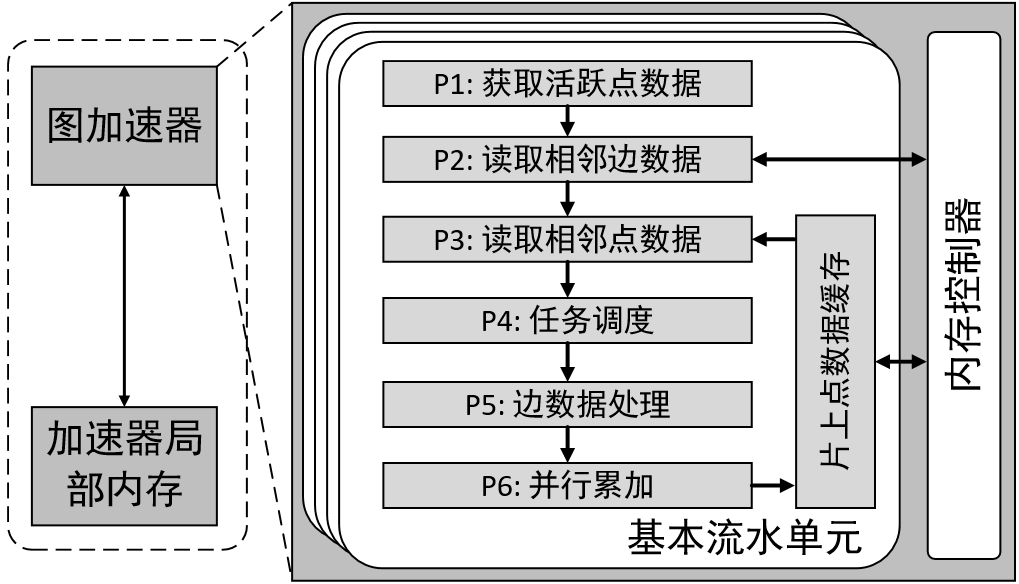 图加速器
加速器局
部内存
P1: 获取活跃点数据
P2: 读取相邻边数据
P3: 读取相邻点数据
P4: 任务调度
P5: 边数据处理
P6: 并行累加
片上点数据缓存
基本流水单元
内存控制器